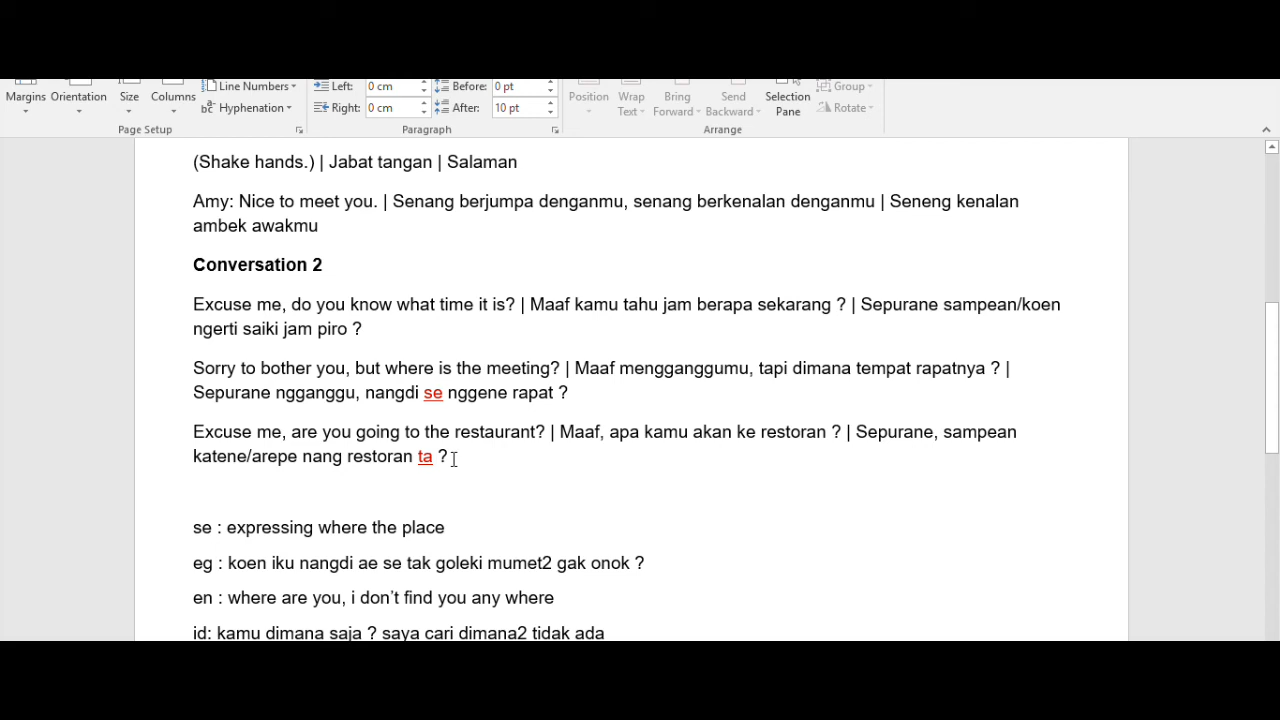 Line Numbers
Left: 0 cm
Before: 0 pt
Group
Margins Orientation Size Columns
Hyphenation
Right: 0 cm
After: 10 pt
Position Wrap Text Bring Forward Send Backward Selection Pane
Rotate
Page Setup
Paragraph
Arrange
(Shake hands.) | Jabat tangan | Salaman
Amy: Nice to meet you. | Senang berjumpa denganmu, senang berkenalan denganmu | Seneng kenalan
ambek awakmu
Conversation 2
Excuse me, do you know what time it is? | Maaf kamu tahu jam berapa sekarang ? | Sepurane sampean/koen
ngerti saiki jam piro ?
Sorry to bother you, but where is the meeting? | Maaf mengganggumu, tapi dimana tempat rapatnya ? |
Sepurane ngganggu, nangdi se nggene rapat ?
Excuse me, are you going to the restaurant? | Maaf, apa kamu akan ke restoran ? | Sepurane, sampean
katene/arepe nang restoran ta ?
se : expressing where the place
eg : koen iku nangdi ae se tak goleki mumet2 gak onok ?
en : where are you, i don't find you any where
id: kamu dimana saja ? saya cari dimana2 tidak ada